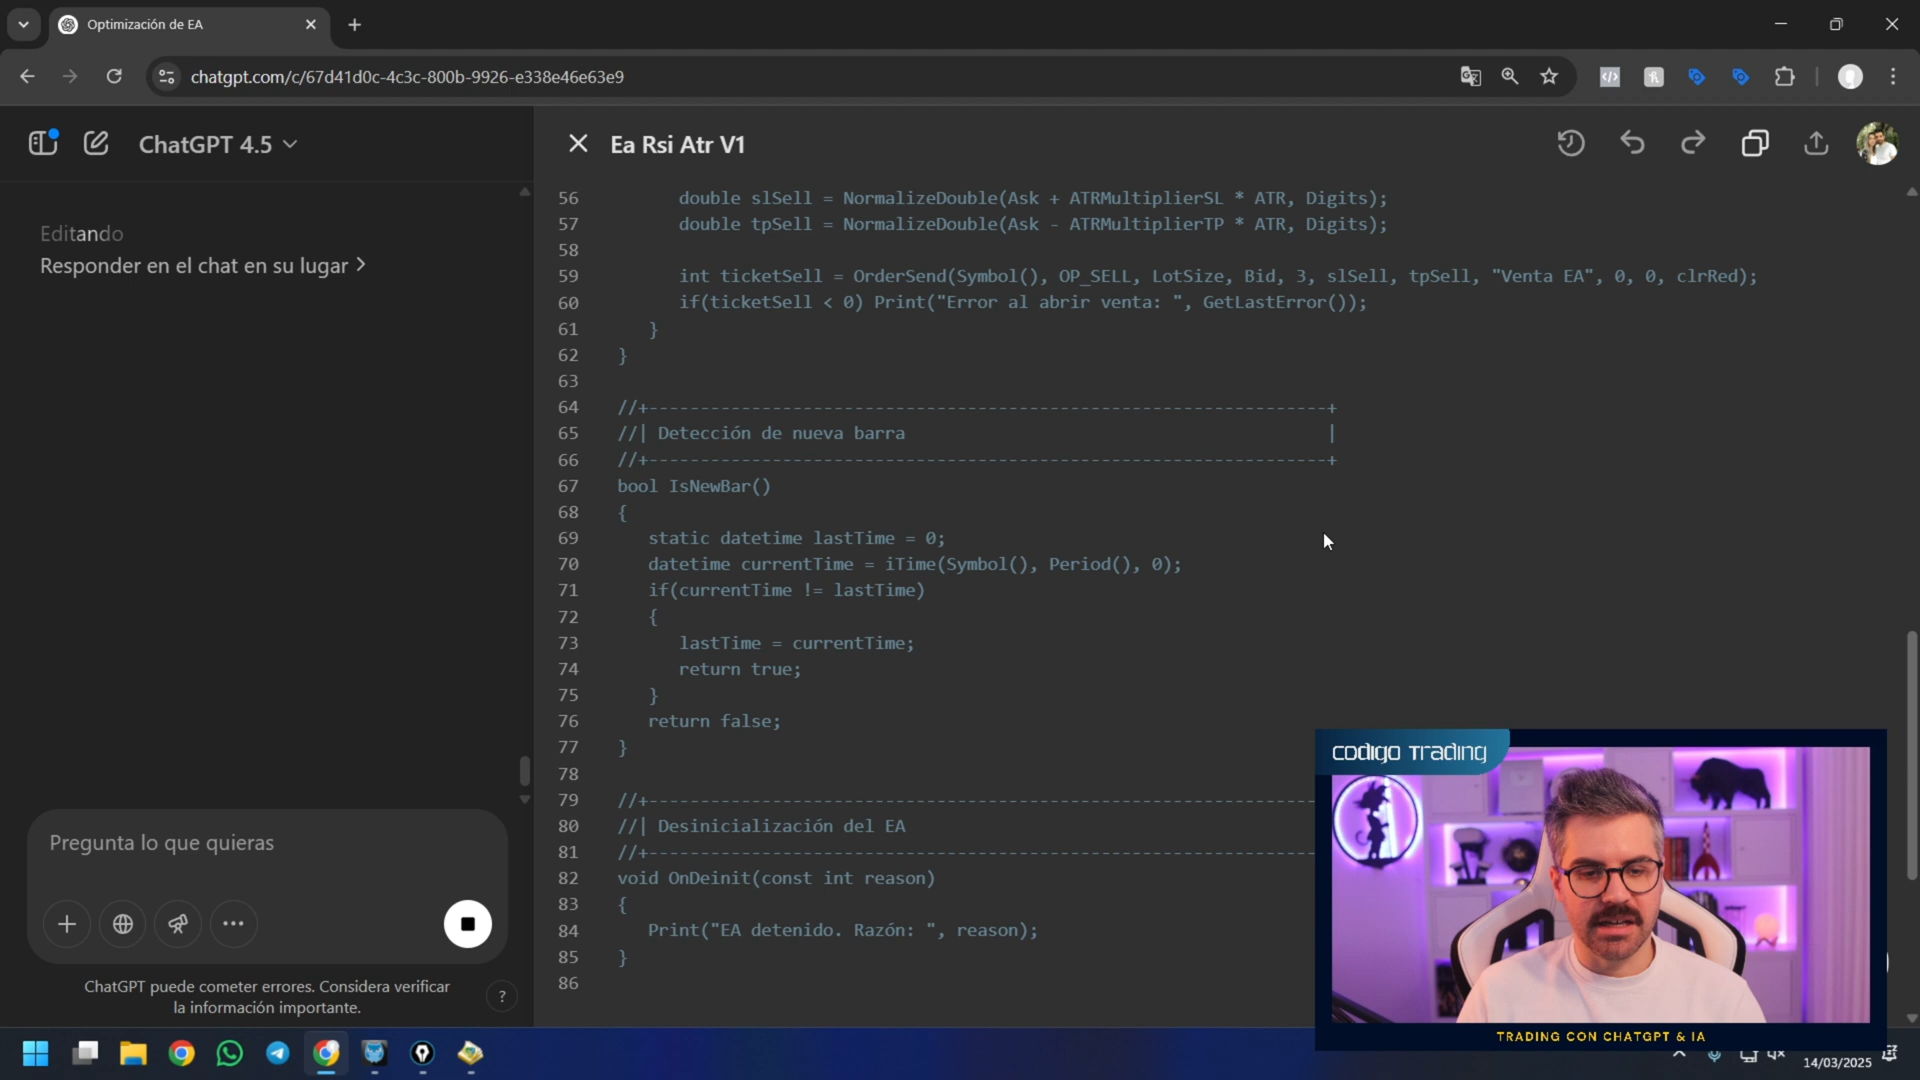 Optimización de EA
chatgpt.com/c/67d41d0c-4c3c-800b-9926-e338e46e63e9
ChatGPT 4.5
Ea Rsi Atr V1
Editando
Responder en el chat en su lugar
56 double slSell = NormalizeDouble(Ask + ATRMultiplierSL * ATR, Digits);
57 double tpSell = NormalizeDouble(Ask - ATRMultiplierTP * ATR, Digits);
58
59 int ticketSell = OrderSend(Symbol(), OP_SELL, LotSize, Bid, 3, slSell, tpSell, "Venta EA", 0, 0, clrRed);
60 if(ticketSell < 0) Print("Error al abrir venta: ", GetLastError());
61 }
62 }
63
64 //+------------------------------------------------------------------+
65 //| Detección de nueva barra |
66 //+------------------------------------------------------------------+
67 bool IsNewBar()
68 {
69 static datetime lastTime = 0;
70 datetime currentTime = iTime(Symbol(), Period(), 0);
71 if(currentTime != lastTime)
72 {
73 lastTime = currentTime;
74 return true;
75 }
76 return false;
77 }
78
79 //+------------------------------------------------------------------
80 //| Desinicialización del EA
81 //+------------------------------------------------------------------
82 void OnDeinit(const int reason)
83 {
84 Print("EA detenido. Razón: ", reason);
85 }
86
Pregunta lo que quieras
ChatGPT puede cometer errores. Considera verificar
la información importante.
?
codigo Trading
TRADING CON CHATGPT & IA
14/03/2025